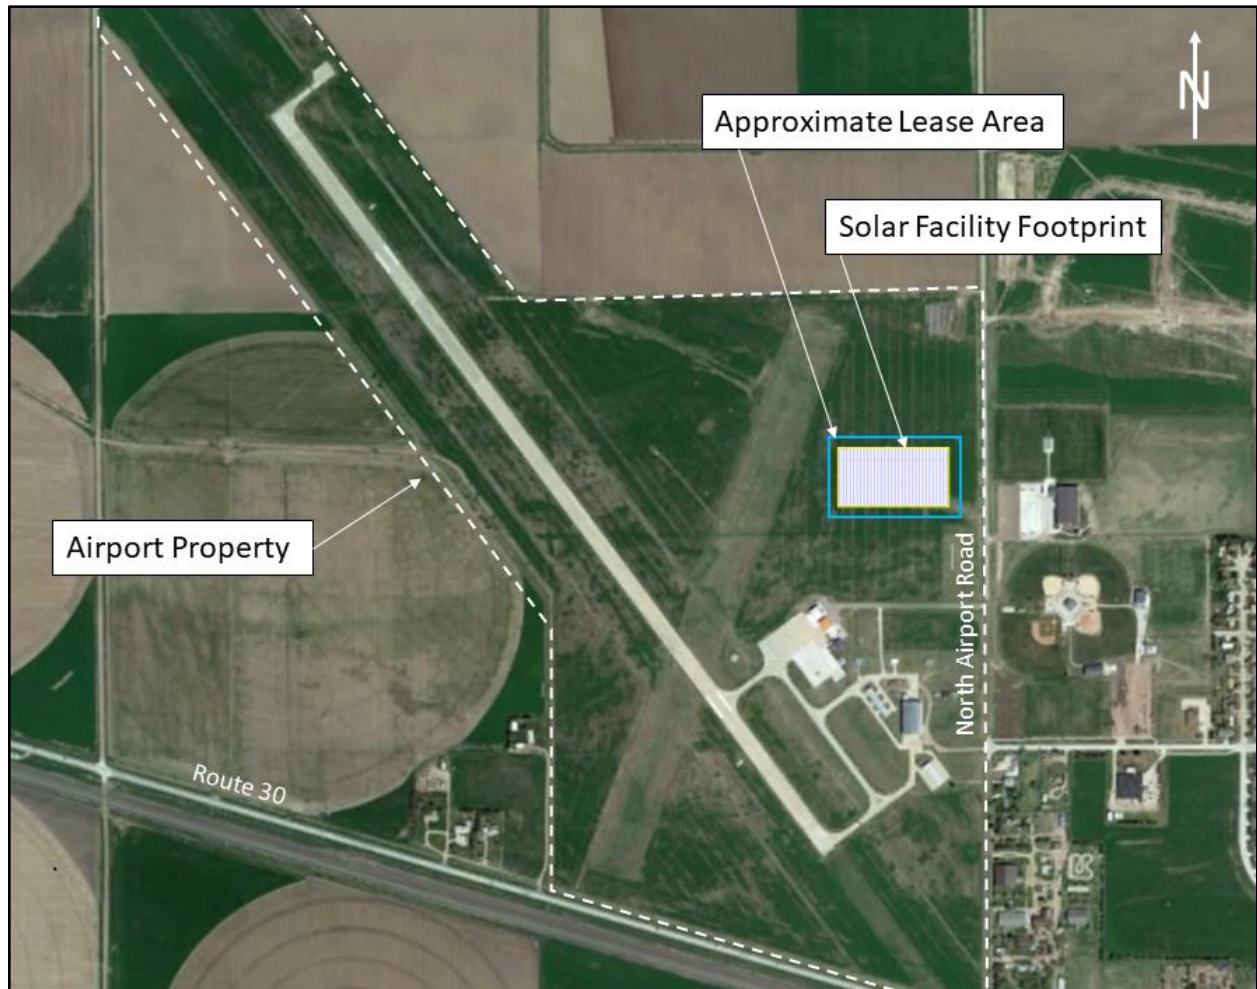 N
Approximate Lease Area
Solar Facility Footprint
Airport Property
North Airport Road
Route 30